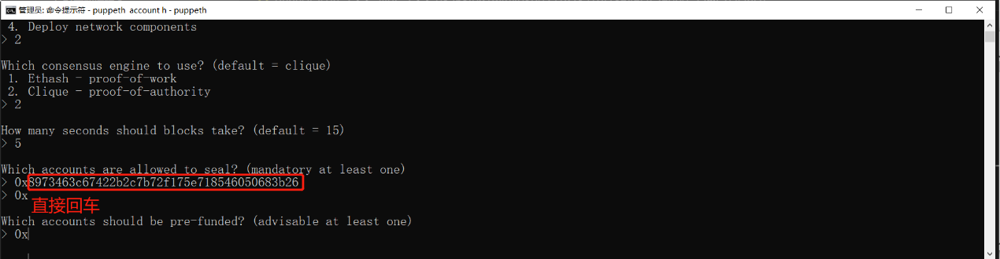 管理员: 命令提示符 - puppeth  account h - puppeth
4. Deploy network components
> 2
Which consensus engine to use? (default = clique)
1. Ethash - proof-of-work
2. Clique - proof-of-authority
> 2
How many seconds should blocks take? (default = 15)
> 5
Which accounts are allowed to seal? (mandatory at least one)
> 0x8973463c67422b2c7b72f175e718546050683b26
> 0x
直接回车
Which accounts should be pre-funded? (advisable at least one)
> 0x